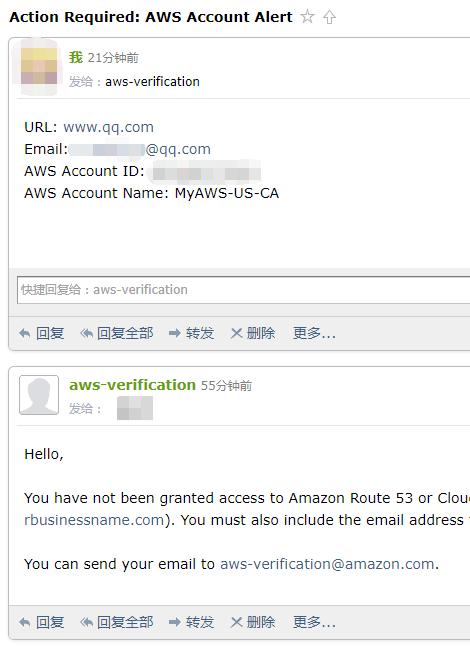 Action Required: AWS Account Alert
我 21分钟前
发给：aws-verification
URL: www.qq.com
Email: @qq.com
AWS Account ID:
AWS Account Name: MyAWS-US-CA
快捷回复给：aws-verification
回复 回复全部 转发 删除 更多...
aws-verification 55分钟前
发给：
Hello,
You have not been granted access to Amazon Route 53 or Clou
rbusinessname.com). You must also include the email address
You can send your email to aws-verification@amazon.com.
回复 回复全部 转发 删除 更多...